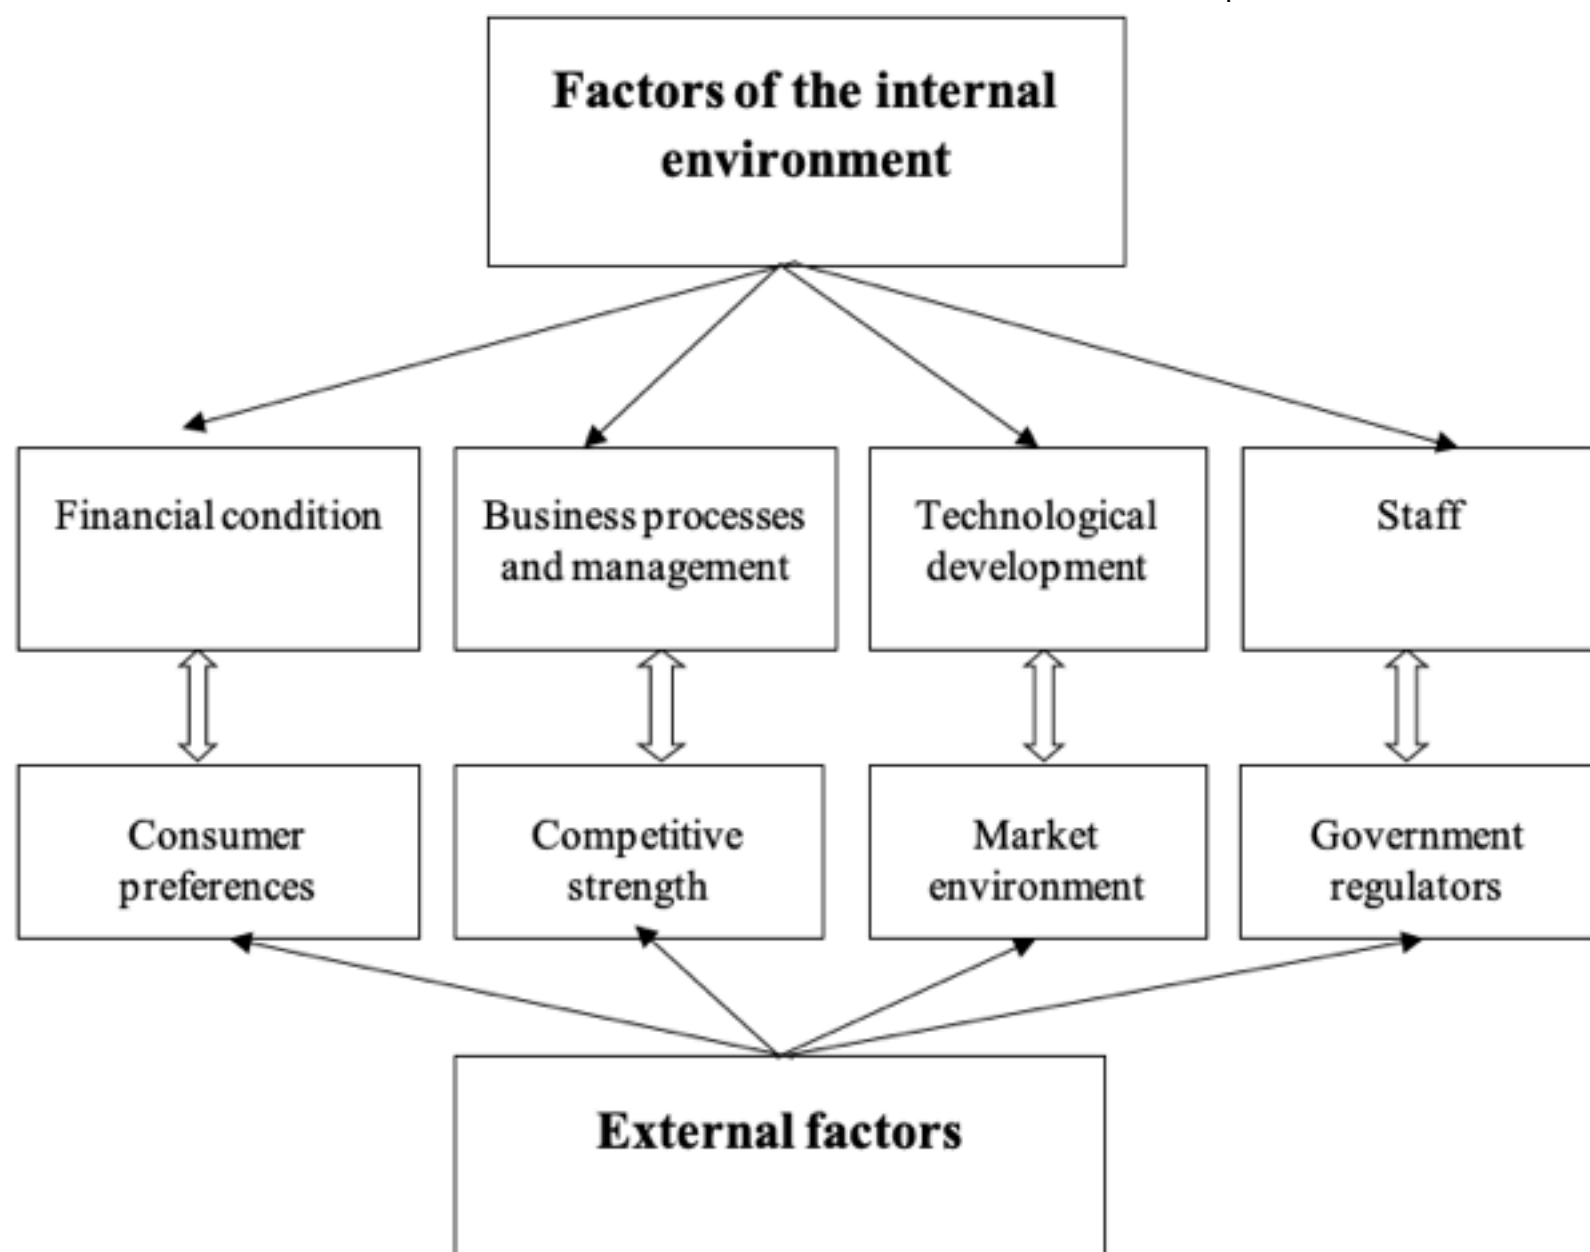 Factors of the internal
environment
Financial condition
Business processes
and management
Technological
development
Staff
Consumer
preferences
Competitive
strength
Market
environment
Government
regulators
External factors